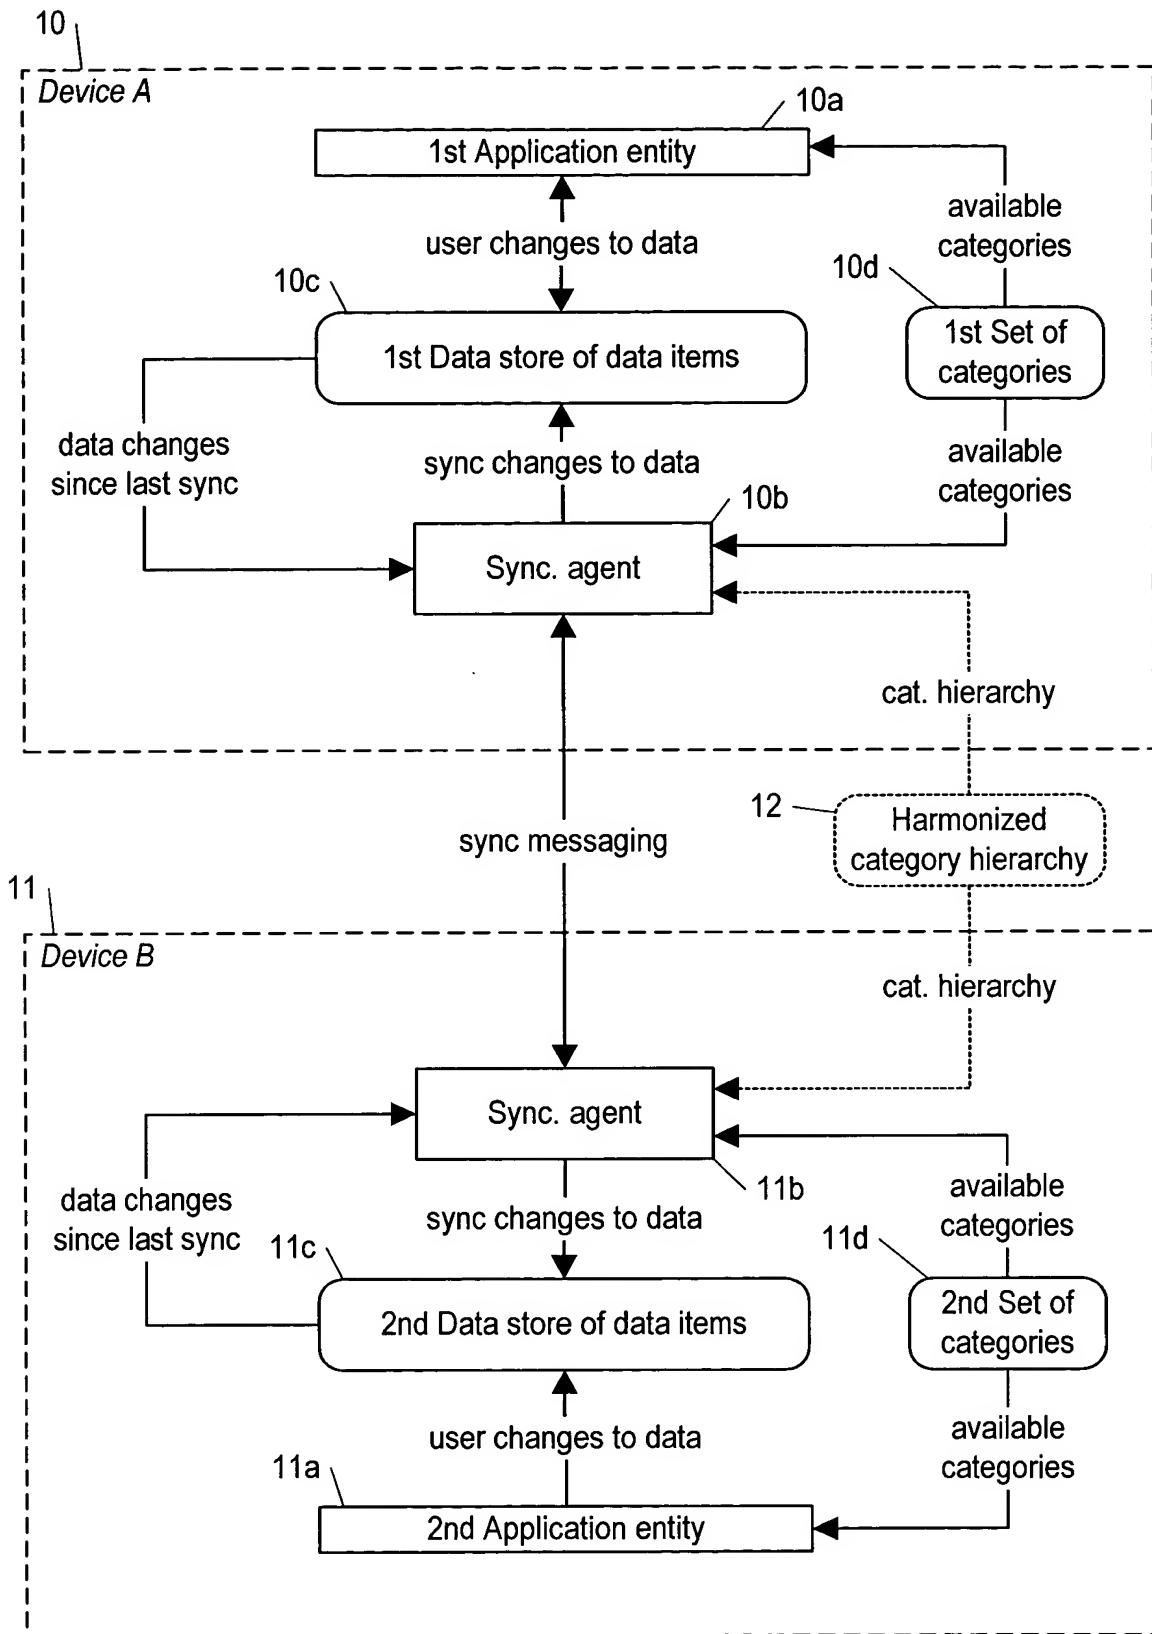 10
Device A
10a
1st Application entity
available
categories
user changes to data
10c
10d
1st Data store of data items
1st Set of
categories
data changes
since last sync
sync changes to data
available
categories
10b
Sync. agent
cat. hierarchy
12
Harmonized
category hierarchy
sync messaging
11
Device B
cat. hierarchy
Sync. agent
11b
available
categories
data changes
since last sync
sync changes to data
11c
11d
2nd Data store of data items
2nd Set of
categories
user changes to data
available
categories
11a
2nd Application entity